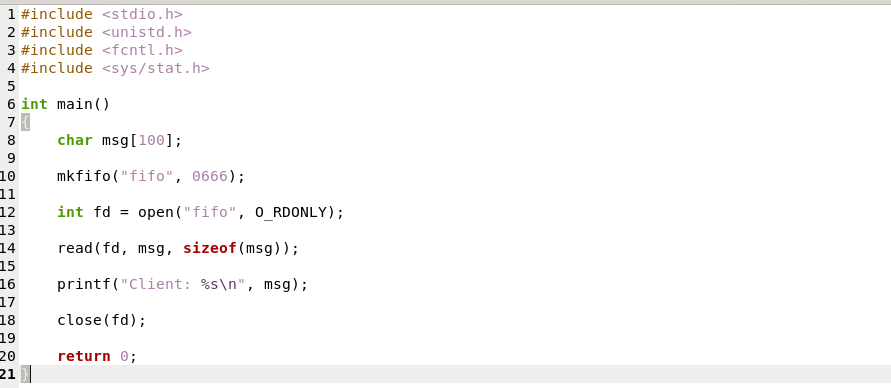 1 #include <stdio.h>
2 #include <unistd.h>
3 #include <fcntl.h>
4 #include <sys/stat.h>
5
6 int main()
7 {
8     char msg[100];
9
10     mkfifo("fifo", 0666);
11
12     int fd = open("fifo", O_RDONLY);
13
14     read(fd, msg, sizeof(msg));
15
16     printf("Client: %s\n", msg);
17
18     close(fd);
19
20     return 0;
21 }